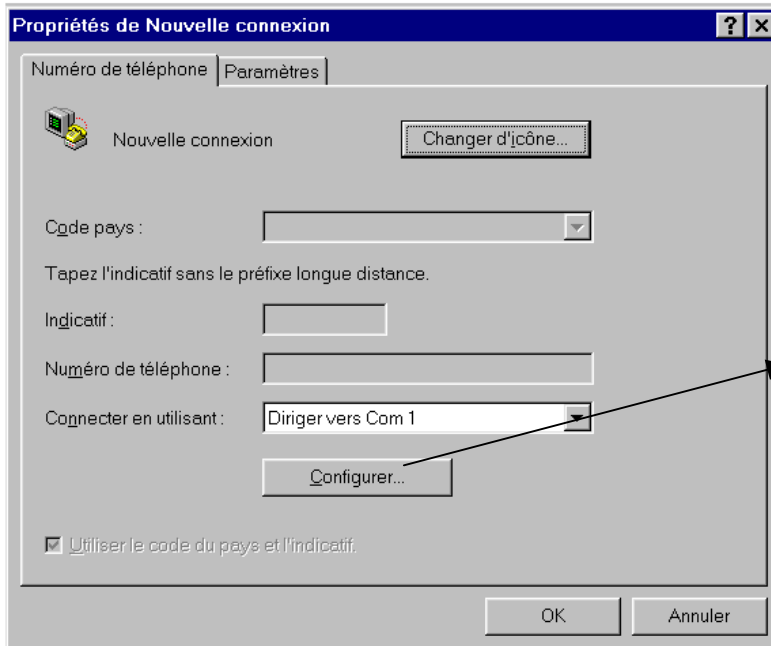 Propriétés de Nouvelle connexion
Numéro de téléphone Paramètres
Nouvelle connexion Changer d'icône...
Code pays :
Tapez l'indicatif sans le préfixe longue distance.
Indicatif :
Numéro de téléphone :
Connecter en utilisant : Diriger vers Com 1
Configurer...
Utiliser le code du pays et l'indicatif.
OK Annuler